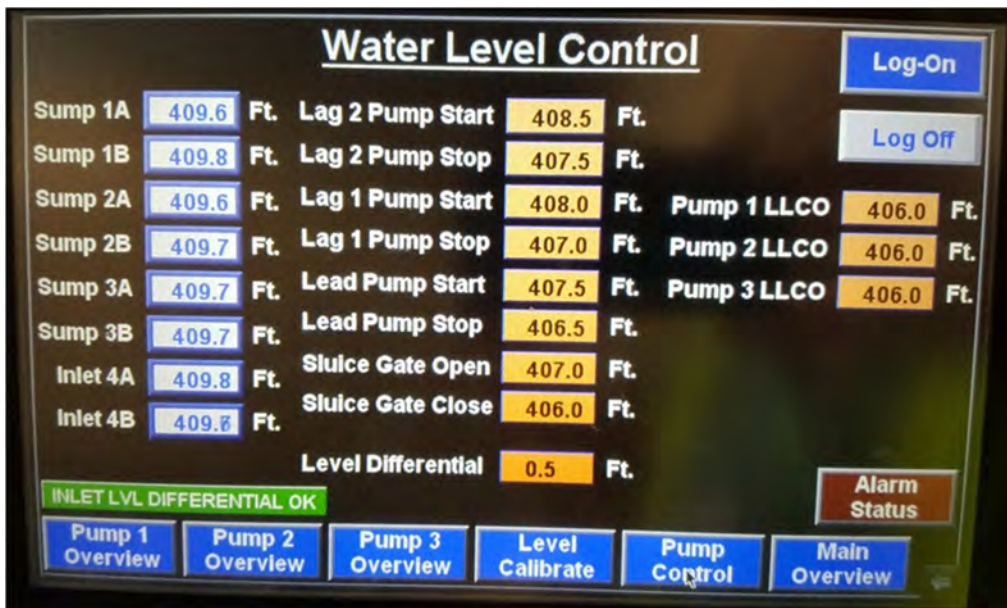 Water Level Control
Log-On
Log Off
Sump 1A 409.6 Ft. Lag 2 Pump Start 408.5 Ft.
Sump 1B 409.8 Ft. Lag 2 Pump Stop 407.5 Ft.
Sump 2A 409.6 Ft. Lag 1 Pump Start 408.0 Ft. Pump 1 LLCO 406.0 Ft.
Sump 2B 409.7 Ft. Lag 1 Pump Stop 407.0 Ft. Pump 2 LLCO 406.0 Ft.
Sump 3A 409.7 Ft. Lead Pump Start 407.5 Ft. Pump 3 LLCO 406.0 Ft.
Sump 3B 409.7 Ft. Lead Pump Stop 406.5 Ft.
Inlet 4A 409.8 Ft. Sluice Gate Open 407.0 Ft.
Inlet 4B Ft. Sluice Gate Close 406.0 Ft.
Level Differential 0.5 Ft.
INLET LVL DIFFERENTIAL OK
Alarm
Status
Pump 1
Overview
Pump 2
Overview
Pump 3
Overview
Level
Calibrate
Pump
Control
Main
Overview